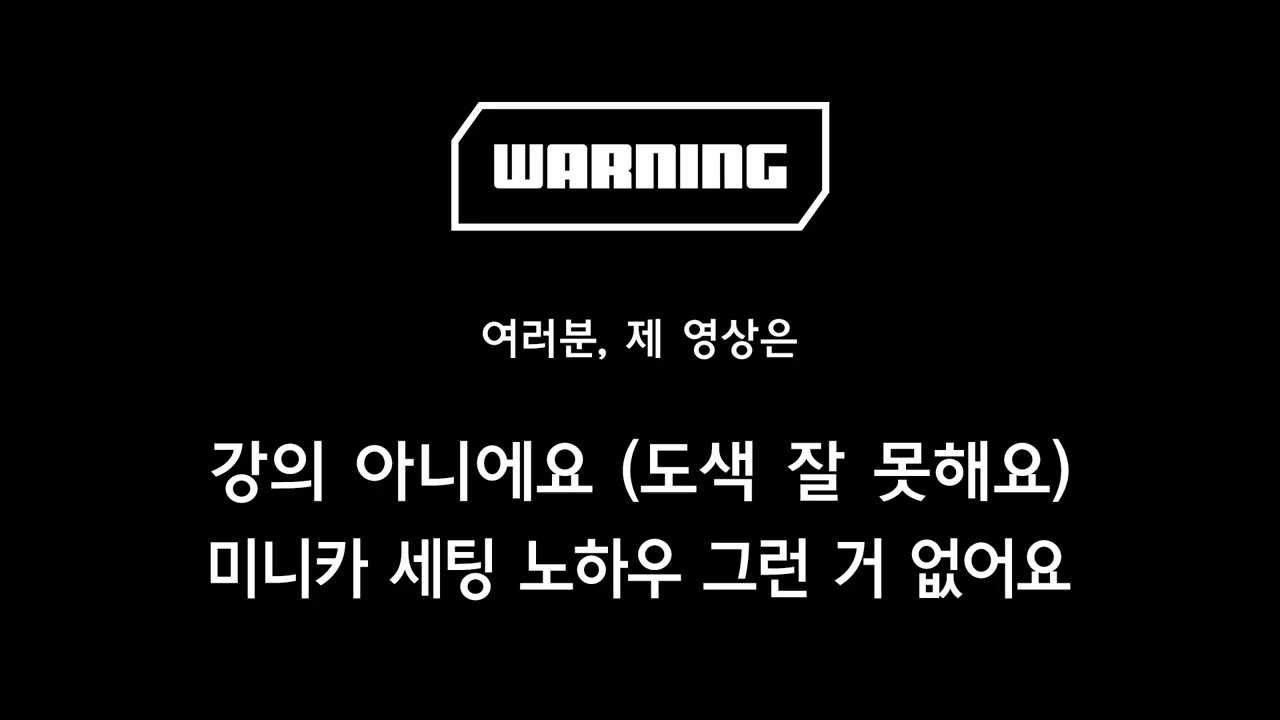 WARNING
여러분, 제 영상은
강의 아니에요 (도색 잘 못해요)
미니카 세팅 노하우 그런 거 없어요